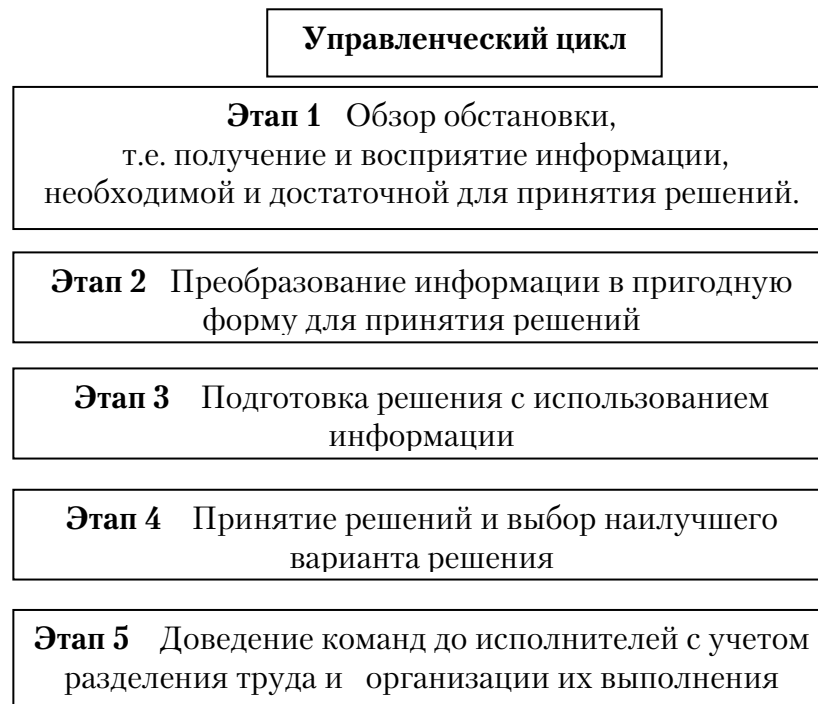 Управленческий цикл
Этап 1 Обзор обстановки,
т.е. получение и восприятие информации,
необходимой и достаточной для принятия решений.
Этап 2 Преобразование информации в пригодную
форму для принятия решений
Этап 3 Подготовка решения с использованием
информации
Этап 4 Принятие решений и выбор наилучшего
варианта решения
Этап 5 Доведение команд до исполнителей с учетом
разделения труда и организации их выполнения